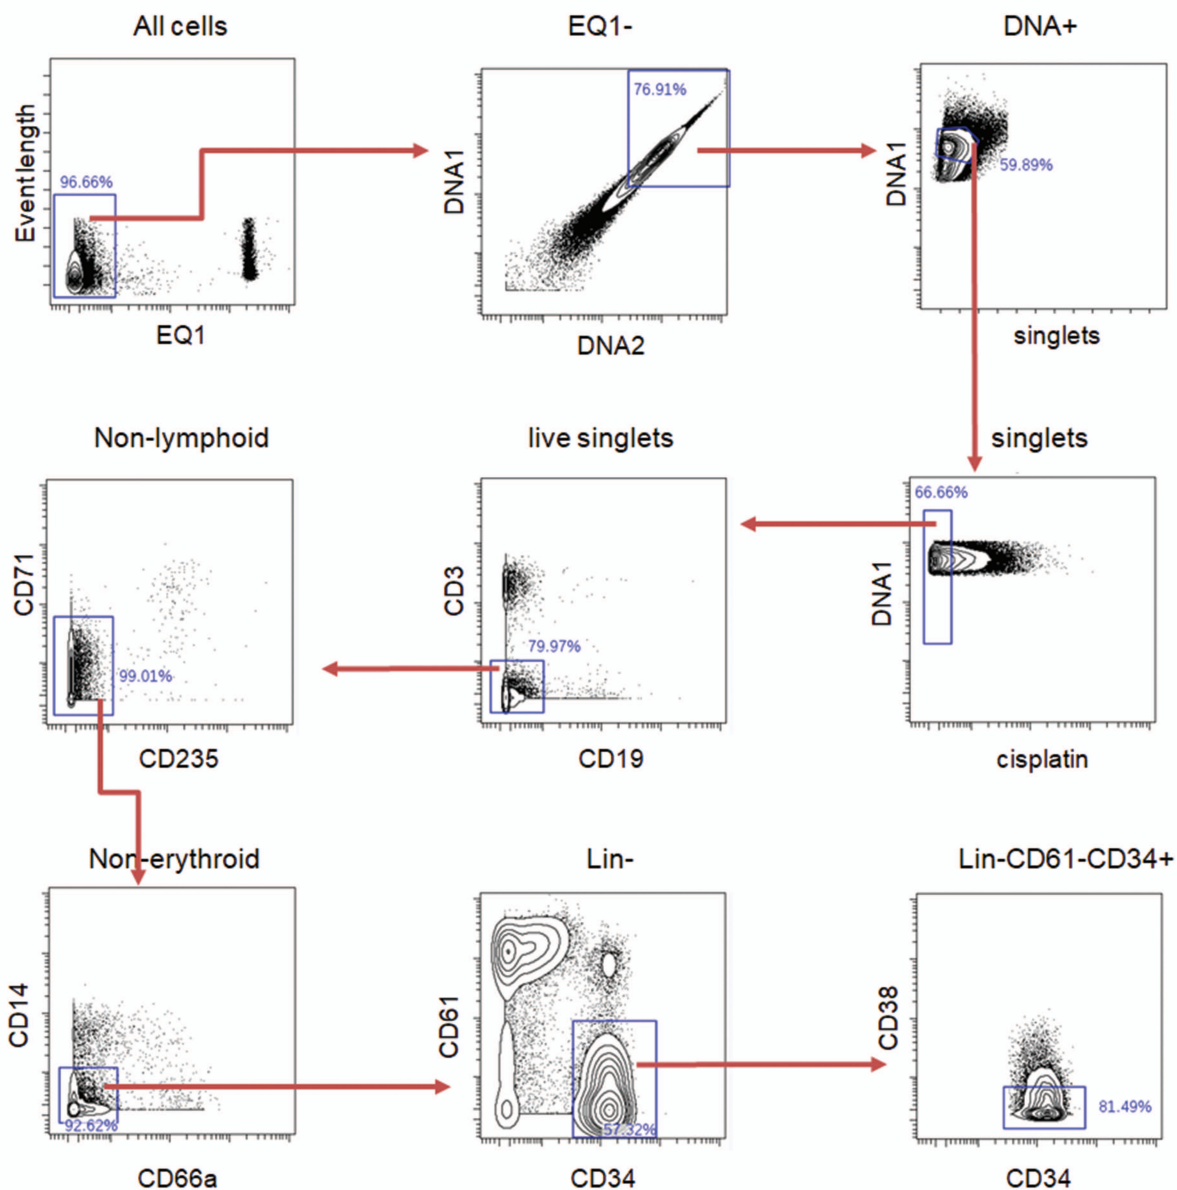 All cells
EQ1-
DNA+
Event length
96.66%
EQ1
DNA1
76.91%
DNA2
DNA1
59.89%
singlets
Non-lymphoid
live singlets
singlets
CD71
99.01%
CD235
CD3
79.97%
CD19
66.66%
DNA1
cisplatin
Non-erythroid
Lin-
Lin-CD61-CD34+
CD14
92.62%
CD66a
CD61
57.32%
CD34
CD38
81.49%
CD34